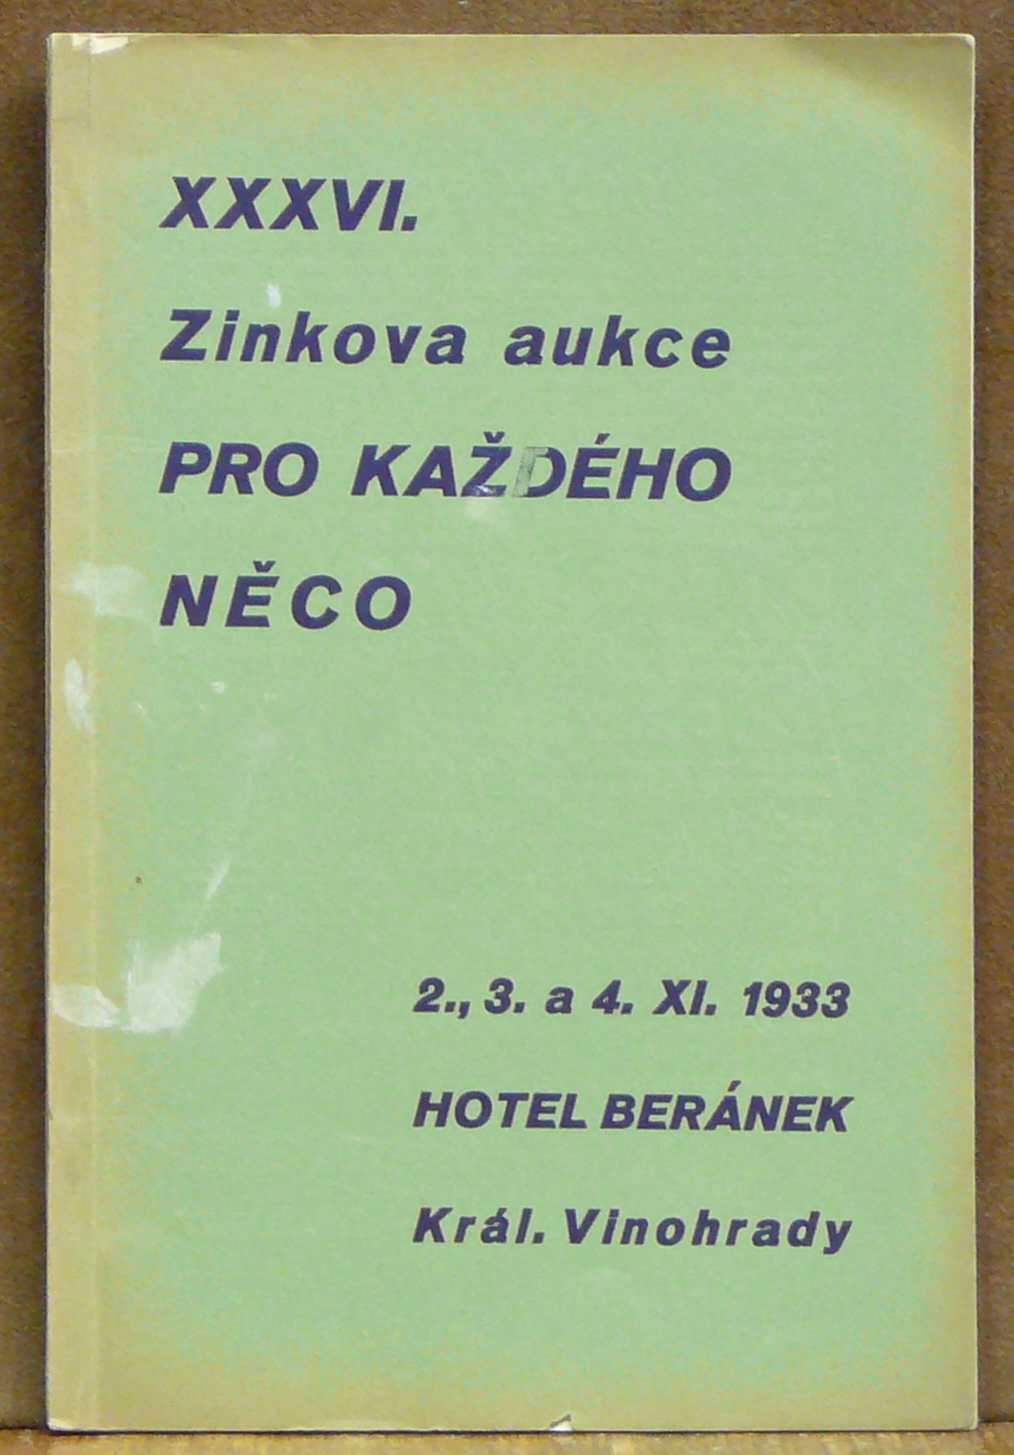 XXXVI.
Zinkova aukce
PRO KAŽDÉHO
NĚCO
2., 3. a 4. XI. 1933
HOTEL BERÁNEK
Král. Vinohrady